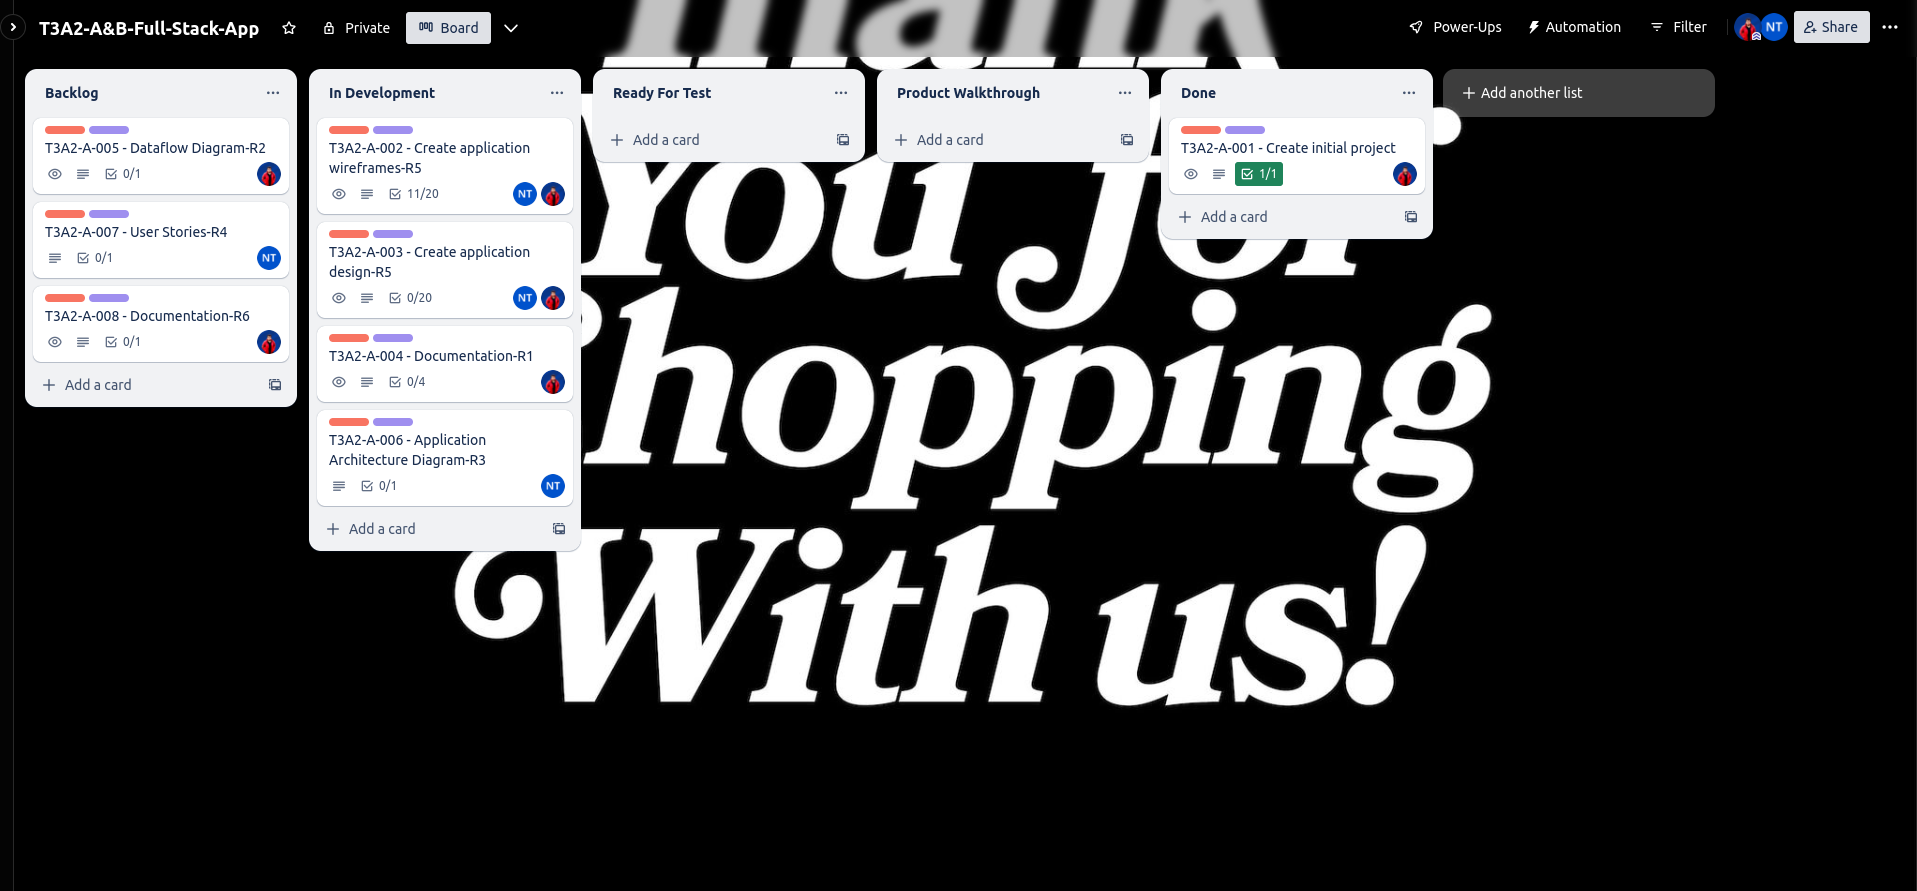 T3A2-A&B-Full-Stack-App
Private
Board
Power-Ups
Automation
Filter
NT
Share
Backlog
T3A2-A-005 - Dataflow Diagram-R2
0/1
T3A2-A-007 - User Stories-R4
0/1
NT
T3A2-A-008 - Documentation-R6
0/1
Add a card
In Development
T3A2-A-002 - Create application
wireframes-R5
11/20
NT
T3A2-A-003 - Create application
design-R5
0/20
NT
T3A2-A-004 - Documentation-R1
0/4
T3A2-A-006 - Application
Architecture Diagram-R3
0/1
NT
Add a card
Ready For Test
Add a card
Product Walkthrough
Add a card
Done
T3A2-A-001 - Create initial project
1/1
Add a card
Add another list
Thank
You for
Shopping
With us!